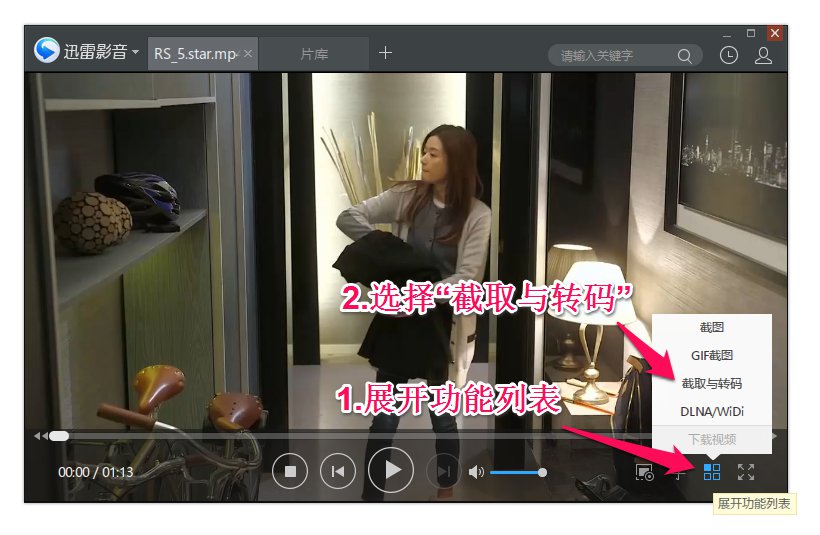 迅雷影音
RS_5.star.mp4
片库
请输入关键字
2.选择“截取与转码”
截图
GIF截图
截取与转码
DLNA/WiDi
下载视频
1.展开功能列表
00:00 / 01:13
展开功能列表